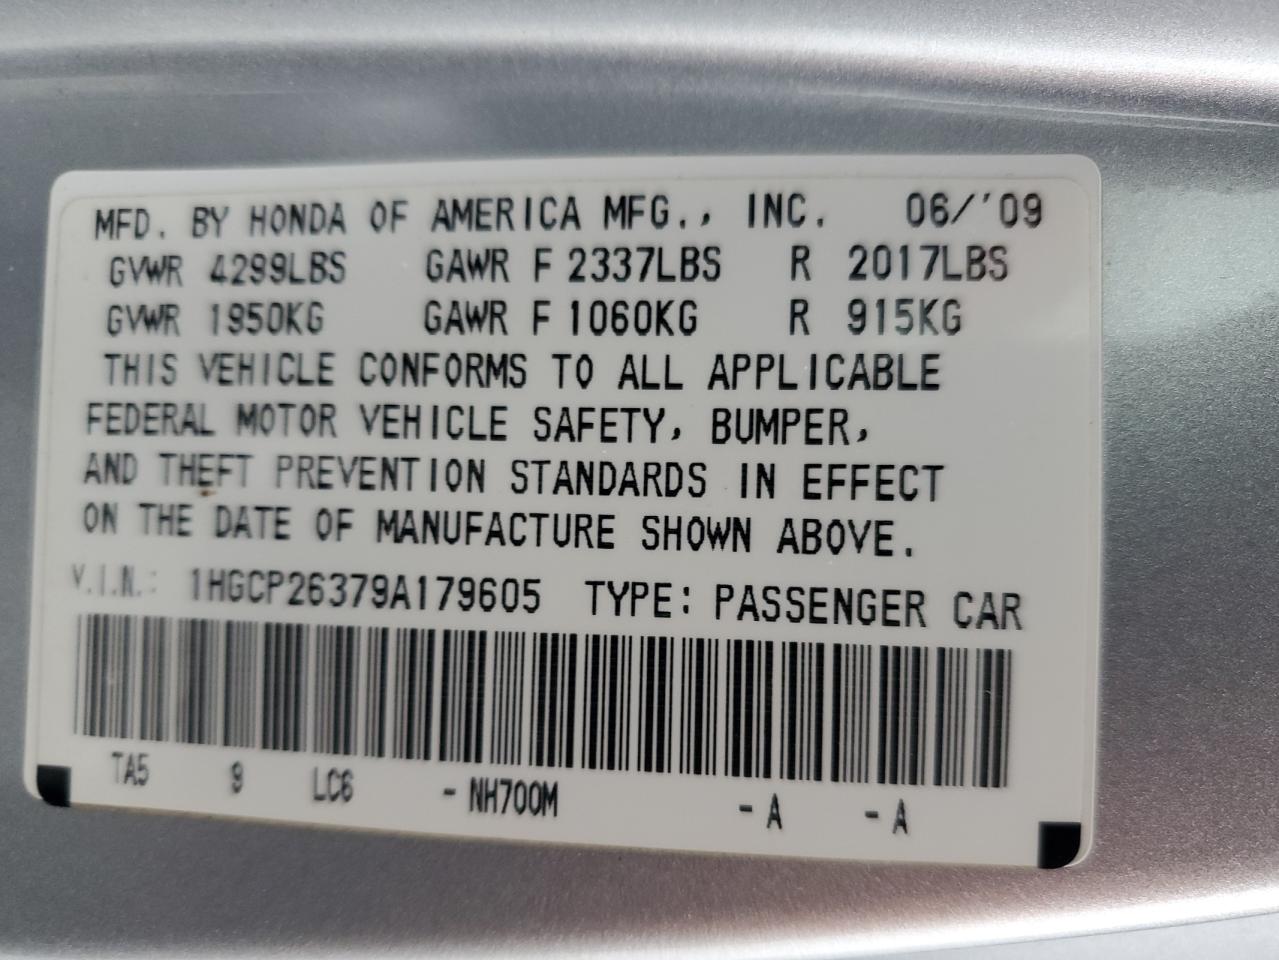 MFD. BY HONDA OF AMERICA MFG., INC. 06/'09
GVWR 4299LBS GAWR F 2337LBS R 2017LBS
GVWR 1950KG GAWR F 1060KG R 915KG
THIS VEHICLE CONFORMS TO ALL APPLICABLE
FEDERAL MOTOR VEHICLE SAFETY, BUMPER,
AND THEFT PREVENTION STANDARDS IN EFFECT
ON THE DATE OF MANUFACTURE SHOWN ABOVE.
V.I.N.: 1HGCP26379A179605 TYPE: PASSENGER CAR
TA5 9 LC6 - NH700M - A - A